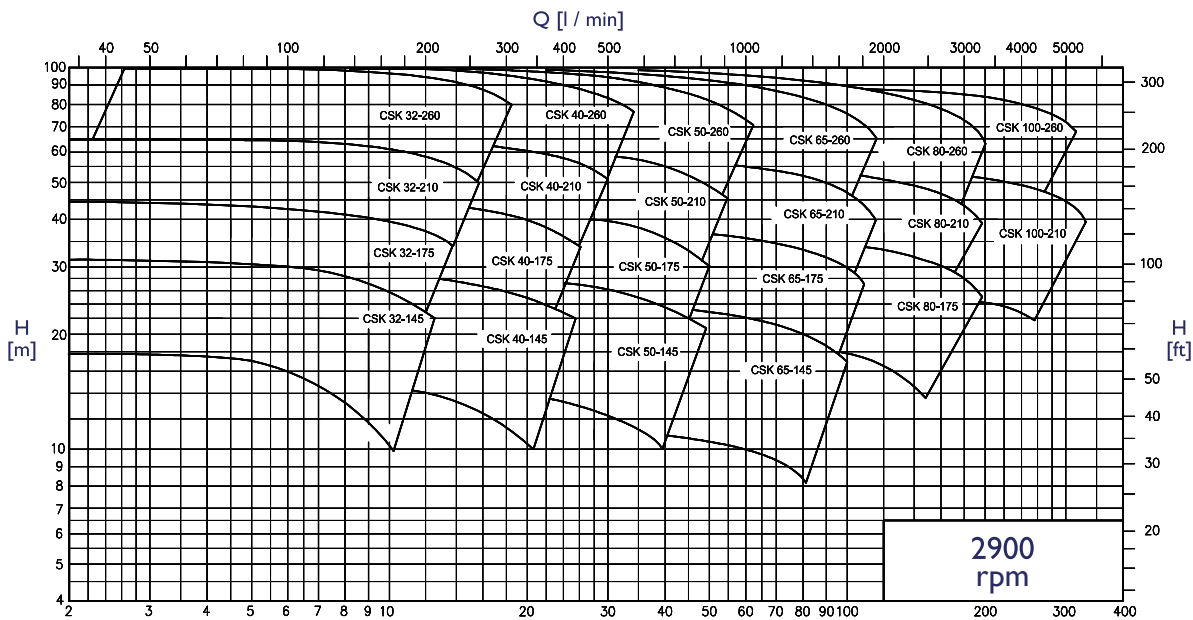 Q [l / min]
40 50 100 200 300 400 500 1000 2000 3000 4000 5000
100
90
80
70
60
50
40
30
20
10
9
8
7
6
5
4
H
[m]
300
200
100
50
40
30
20
H
[ft]
CSK 32-260
CSK 40-260
CSK 50-260
CSK 65-260
CSK 80-260
CSK 100-260
CSK 32-210
CSK 40-210
CSK 50-210
CSK 65-210
CSK 80-210
CSK 100-210
CSK 32-175
CSK 40-175
CSK 50-175
CSK 65-175
CSK 80-175
CSK 32-145
CSK 40-145
CSK 50-145
CSK 65-145
2900
rpm
2 3 4 5 6 7 8 9 10 20 30 40 50 60 70 80 90 100 200 300 400